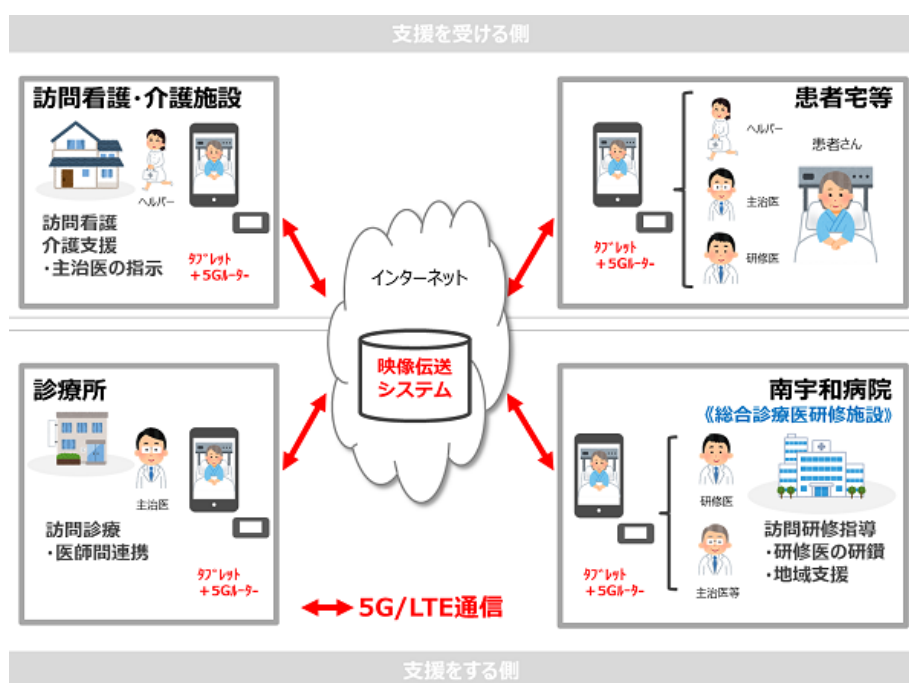 支援を受ける側
訪問看護・介護施設
ヘルパー
訪問看護
介護支援
・主治医の指示
タブレット
＋5Gルーター
患者宅等
ヘルパー
患者さん
主治医
研修医
タブレット
＋5Gルーター
インターネット
映像伝送
システム
診療所
主治医
訪問診療
・医師間連携
タブレット
＋5Gルーター
南宇和病院
《総合診療医研修施設》
研修医
主治医等
訪問研修指導
・研修医の研鑽
・地域支援
タブレット
＋5Gルーター
5G/LTE通信
支援をする側